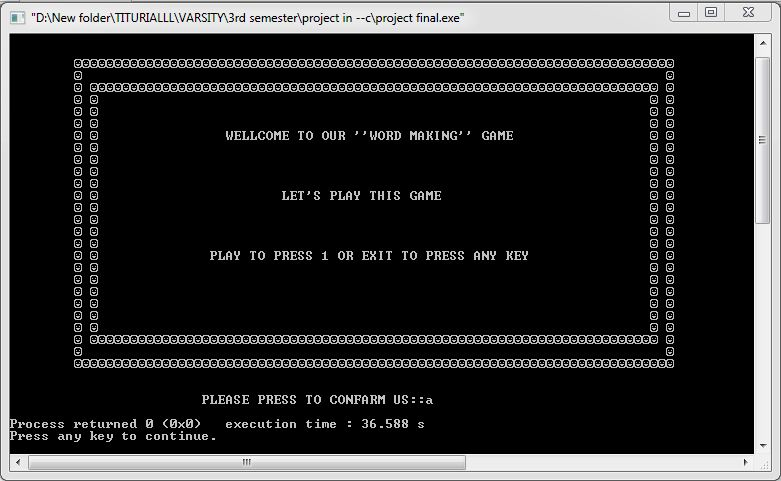 "D:\New folder\TITURIALLL\VARSITY\3rd semester\project in --c\project final.exe"
WELLCOME TO OUR ''WORD MAKING'' GAME
LET'S PLAY THIS GAME
PLAY TO PRESS 1 OR EXIT TO PRESS ANY KEY
PLEASE PRESS TO CONFARM US::a
Process returned 0 (0x0)   execution time : 36.588 s
Press any key to continue.